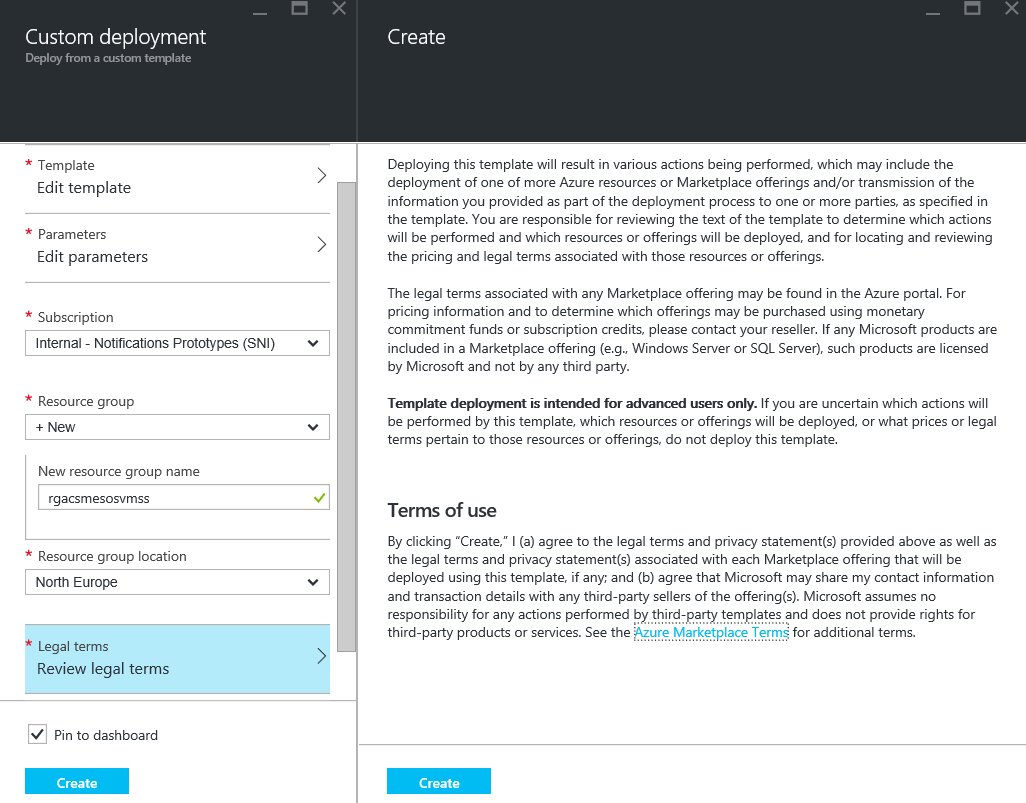 Custom deployment
Deploy from a custom template
* Template
Edit template
* Parameters
Edit parameters
* Subscription
Internal - Notifications Prototypes (SNI)
* Resource group
+ New
New resource group name
rgacsmesosvmss
* Resource group location
North Europe
* Legal terms
Review legal terms
Pin to dashboard
Create
Create
Deploying this template will result in various actions being performed, which may include the
deployment of one of more Azure resources or Marketplace offerings and/or transmission of the
information you provided as part of the deployment process to one or more parties, as specified in
the template. You are responsible for reviewing the text of the template to determine which actions
will be performed and which resources or offerings will be deployed, and for locating and reviewing
the pricing and legal terms associated with those resources or offerings.
The legal terms associated with any Marketplace offering may be found in the Azure portal. For
pricing information and to determine which offerings may be purchased using monetary
commitment funds or subscription credits, please contact your reseller. If any Microsoft products are
included in a Marketplace offering (e.g., Windows Server or SQL Server), such products are licensed
by Microsoft and not by any third party.
Template deployment is intended for advanced users only. If you are uncertain which actions will
be performed by this template, which resources or offerings will be deployed, or what prices or legal
terms pertain to those resources or offerings, do not deploy this template.
Terms of use
By clicking “Create,” I (a) agree to the legal terms and privacy statement(s) provided above as well as
the legal terms and privacy statement(s) associated with each Marketplace offering that will be
deployed using this template, if any; and (b) agree that Microsoft may share my contact information
and transaction details with any third-party sellers of the offering(s). Microsoft assumes no
responsibility for any actions performed by third-party templates and does not provide rights for
third-party products or services. See the Azure Marketplace Terms for additional terms.
Create